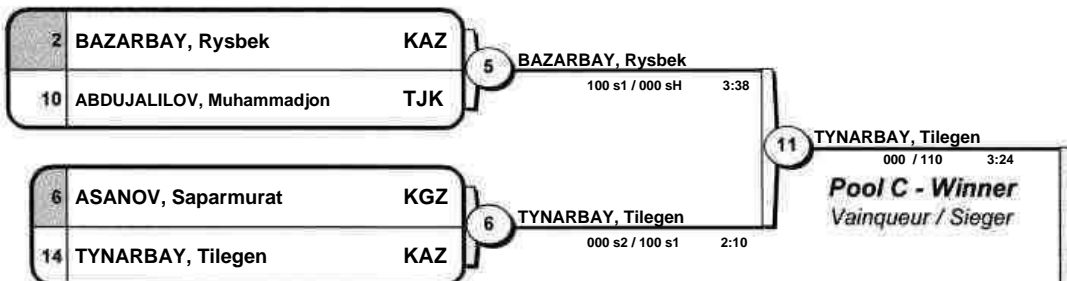 2 BAZARBAY, Rysbek KAZ
10 ABDUJALILOV, Muhammadjon TJK
5
BAZARBAY, Rysbek
100 s1 / 000 sH 3:38
6 ASANOV, Saparmurat KGZ
14 TYNARBAY, Tilegen KAZ
6
TYNARBAY, Tilegen
000 s2 / 100 s1 2:10
11
TYNARBAY, Tilegen
000 / 110 3:24
Pool C - Winner
Vainqueur / Sieger